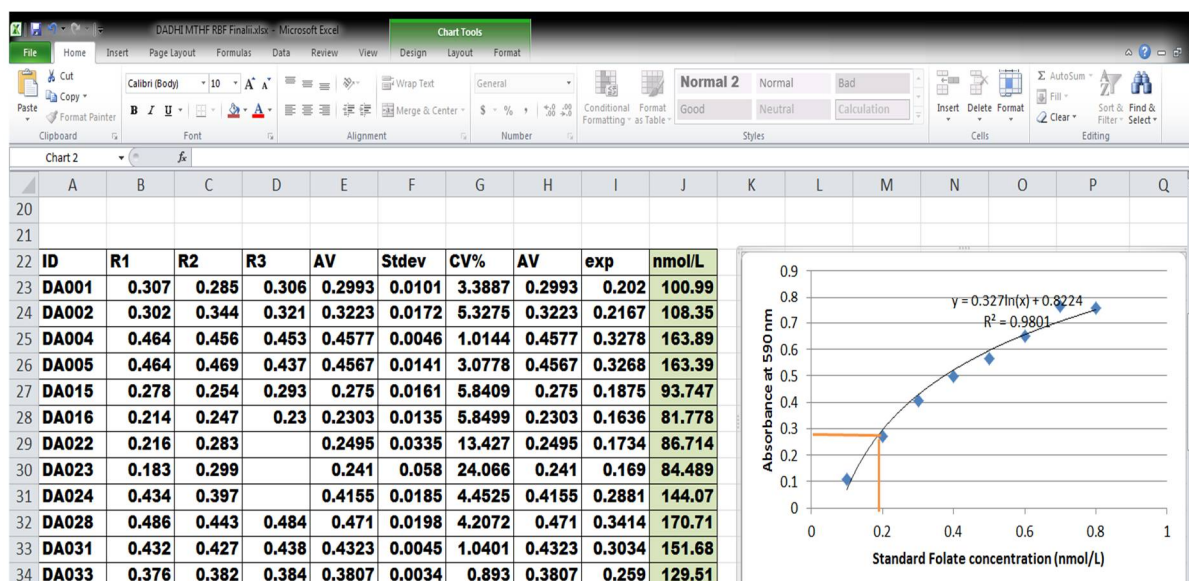 DADHI MTHF RBF Finalii.xlsx - Microsoft Excel
Chart Tools
File Home Insert Page Layout Formulas Data Review View Design Layout Format
Paste
Cut
Copy
Format Painter
Clipboard
Calibri (Body) 10 A A
B I U A
Font
Wrap Text
Merge & Center
Alignment
General
$ % , .0 .00 .00 .0
Number
Conditional Formatting
Format as Table
Normal 2 Normal Bad
Good Neutral Calculation
Styles
Insert Delete Format
Cells
Σ AutoSum
Fill
Clear
Sort & Filter
Find & Select
Editing
Chart 2 fx
A B C D E F G H I J K L M N O P Q
20
21
22 ID R1 R2 R3 AV Stdev CV% AV exp nmol/L
23 DA001 0.307 0.285 0.306 0.2993 0.0101 3.3887 0.2993 0.202 100.99
24 DA002 0.302 0.344 0.321 0.3223 0.0172 5.3275 0.3223 0.2167 108.35
25 DA004 0.464 0.456 0.453 0.4577 0.0046 1.0144 0.4577 0.3278 163.89
26 DA005 0.464 0.469 0.437 0.4567 0.0141 3.0778 0.4567 0.3268 163.39
27 DA015 0.278 0.254 0.293 0.275 0.0161 5.8409 0.275 0.1875 93.747
28 DA016 0.214 0.247 0.23 0.2303 0.0135 5.8499 0.2303 0.1636 81.778
29 DA022 0.216 0.283 0.2495 0.0335 13.427 0.2495 0.1734 86.714
30 DA023 0.183 0.299 0.241 0.058 24.066 0.241 0.169 84.489
31 DA024 0.434 0.397 0.4155 0.0185 4.4525 0.4155 0.2881 144.07
32 DA028 0.486 0.443 0.484 0.471 0.0198 4.2072 0.471 0.3414 170.71
33 DA031 0.432 0.427 0.438 0.4323 0.0045 1.0401 0.4323 0.3034 151.68
34 DA033 0.376 0.382 0.384 0.3807 0.0034 0.893 0.3807 0.259 129.51
Absorbance at 590 nm
0.9
0.8
0.7
0.6
0.5
0.4
0.3
0.2
0.1
0
y = 0.327ln(x) + 0.8224
R² = 0.9801
0 0.2 0.4 0.6 0.8 1
Standard Folate concentration (nmol/L)